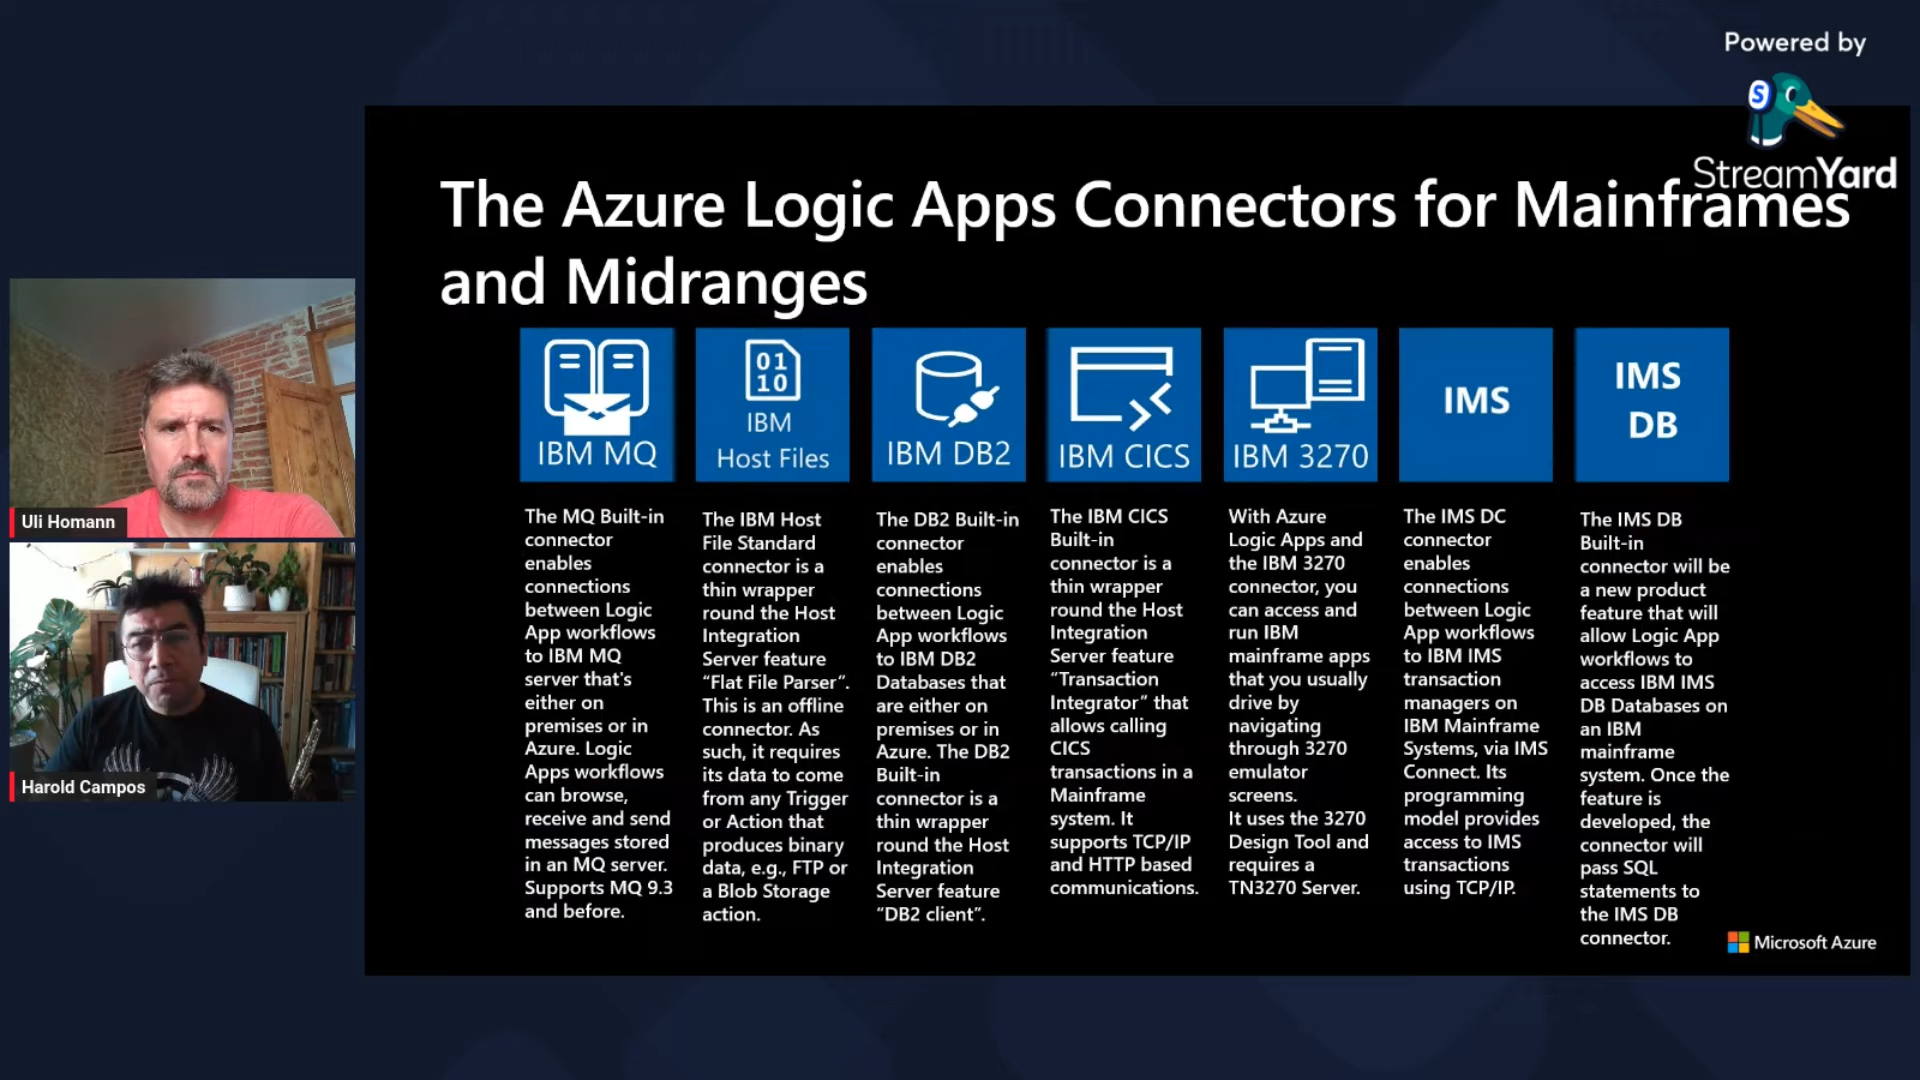 Powered by
S
StreamYard
The Azure Logic Apps Connectors for Mainframes
and Midranges
IBM MQ
01
10
IBM
Host Files
IBM DB2
IBM CICS
IBM 3270
IMS
IMS
DB
The MQ Built-in
connector
enables
connections
between Logic
App workflows
to IBM MQ
server that's
either on
premises or in
Azure. Logic
Apps workflows
can browse,
receive and send
messages stored
in an MQ server.
Supports MQ 9.3
and before.
The IBM Host
File Standard
connector is a
thin wrapper
round the Host
Integration
Server feature
“Flat File Parser”.
This is an offline
connector. As
such, it requires
its data to come
from any Trigger
or Action that
produces binary
data, e.g., FTP or
a Blob Storage
action.
The DB2 Built-in
connector
enables
connections
between Logic
App workflows
to IBM DB2
Databases that
are either on
premises or in
Azure. The DB2
Built-in
connector is a
thin wrapper
round the Host
Integration
Server feature
“DB2 client”.
The IBM CICS
Built-in
connector is a
thin wrapper
round the Host
Integration
Server feature
“Transaction
Integrator” that
allows calling
CICS
transactions in a
Mainframe
system. It
supports TCP/IP
and HTTP based
communications.
With Azure
Logic Apps and
the IBM 3270
connector, you
can access and
run IBM
mainframe apps
that you usually
drive by
navigating
through 3270
emulator
screens.
It uses the 3270
Design Tool and
requires a
TN3270 Server.
The IMS DC
connector
enables
connections
between Logic
App workflows
to IBM IMS
transaction
managers on
IBM Mainframe
Systems, via IMS
Connect. Its
programming
model provides
access to IMS
transactions
using TCP/IP.
The IMS DB
Built-in
connector will be
a new product
feature that will
allow Logic App
workflows to
access IBM IMS
DB Databases on
an IBM
mainframe
system. Once the
feature is
developed, the
connector will
pass SQL
statements to
the IMS DB
connector.
Microsoft Azure
Uli Homann
Harold Campos